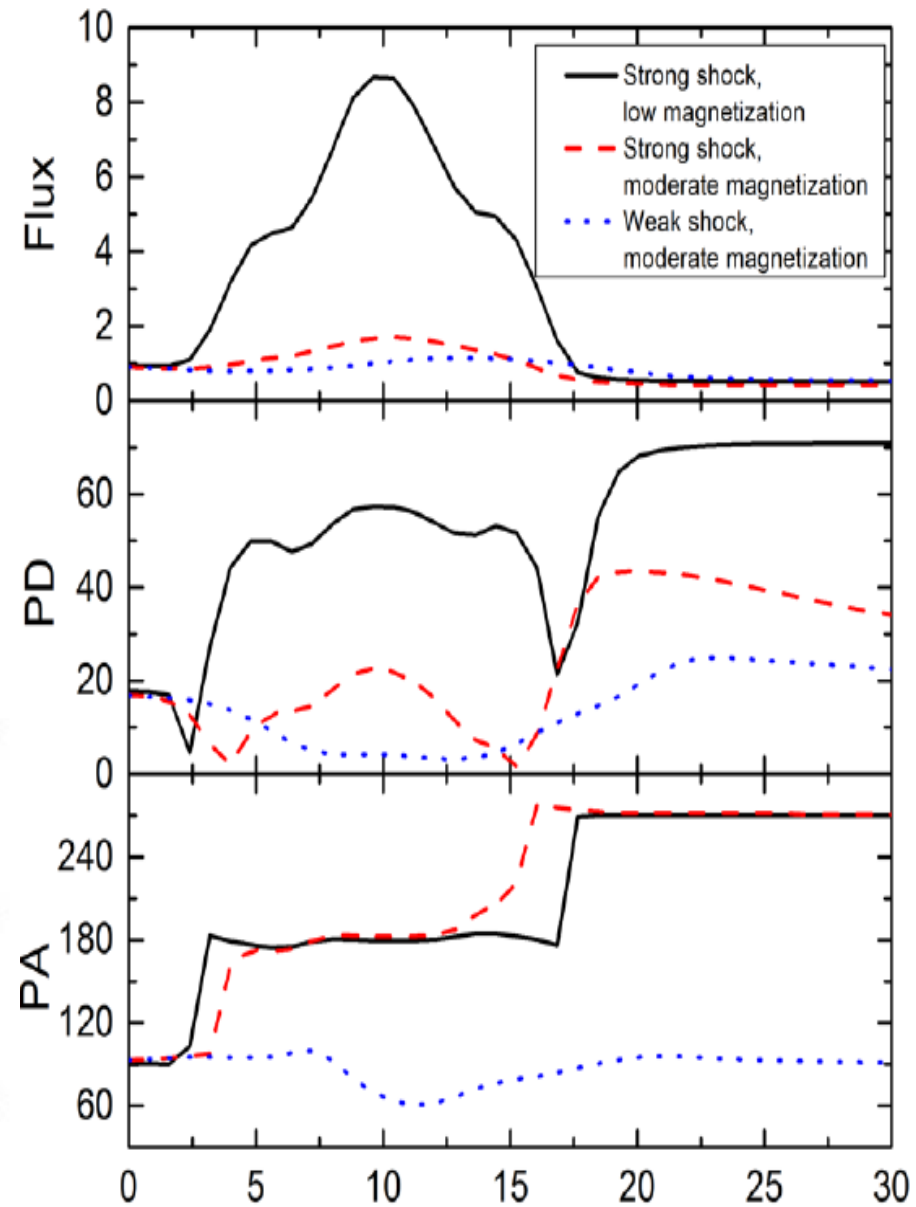 10
8
6
4
2
0
Flux
Strong shock,
low magnetization
Strong shock,
moderate magnetization
Weak shock,
moderate magnetization
60
40
20
0
PD
240
180
120
60
PA
0 5 10 15 20 25 30